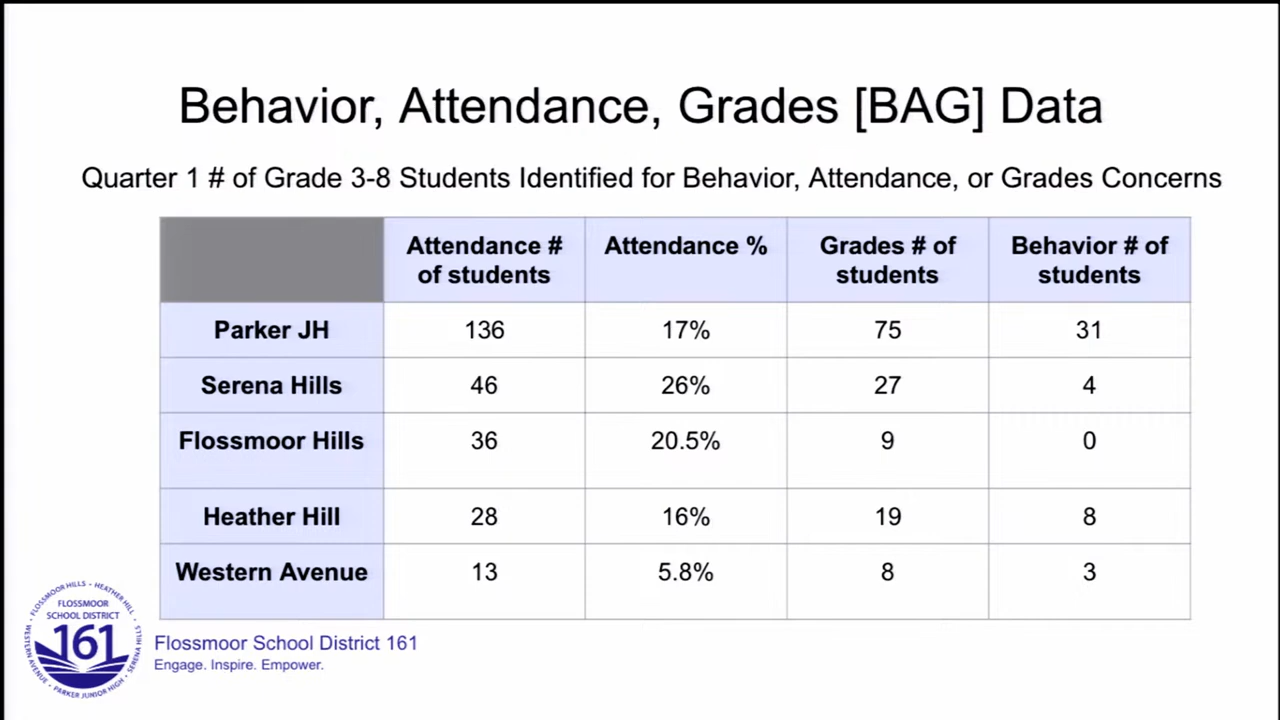 Behavior, Attendance, Grades [BAG] Data
Quarter 1 # of Grade 3-8 Students Identified for Behavior, Attendance, or Grades Concerns
Attendance # of students Attendance % Grades # of students Behavior # of students
Parker JH 136 17% 75 31
Serena Hills 46 26% 27 4
Flossmoor Hills 36 20.5% 9 0
Heather Hill 28 16% 19 8
Western Avenue 13 5.8% 8 3
FLOSSMOOR HILLS • HEATHER HILL • SERENA HILLS • PARKER JUNIOR HIGH • WESTERN AVENUE •
FLOSSMOOR
SCHOOL DISTRICT
161
Flossmoor School District 161
Engage. Inspire. Empower.